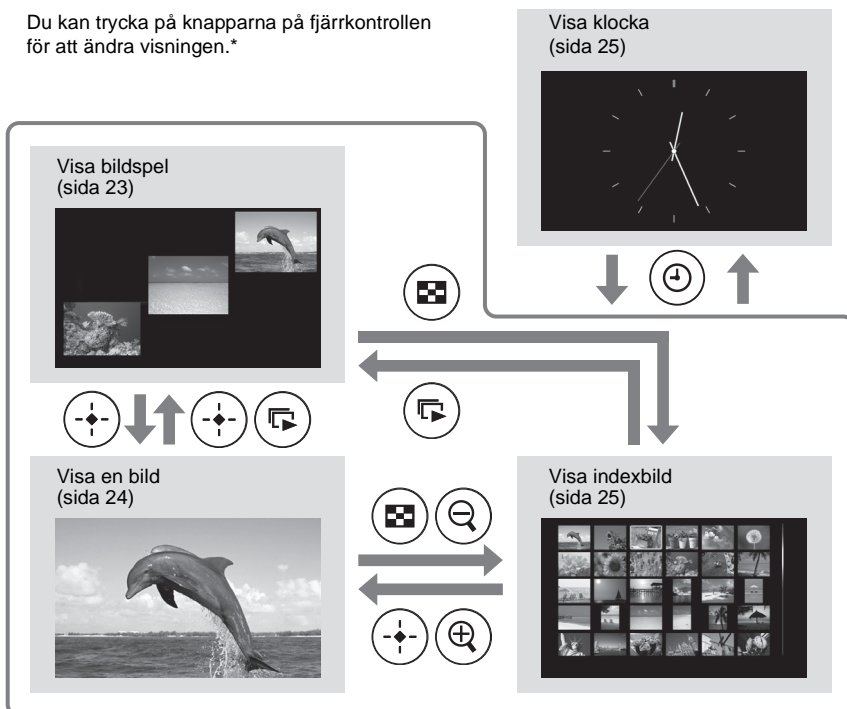 Du kan trycka på knapparna på fjärrkontrollen
för att ändra visningen.*
Visa klocka
(sida 25)
Visa bildspel
(sida 23)
Visa en bild
(sida 24)
Visa indexbild
(sida 25)